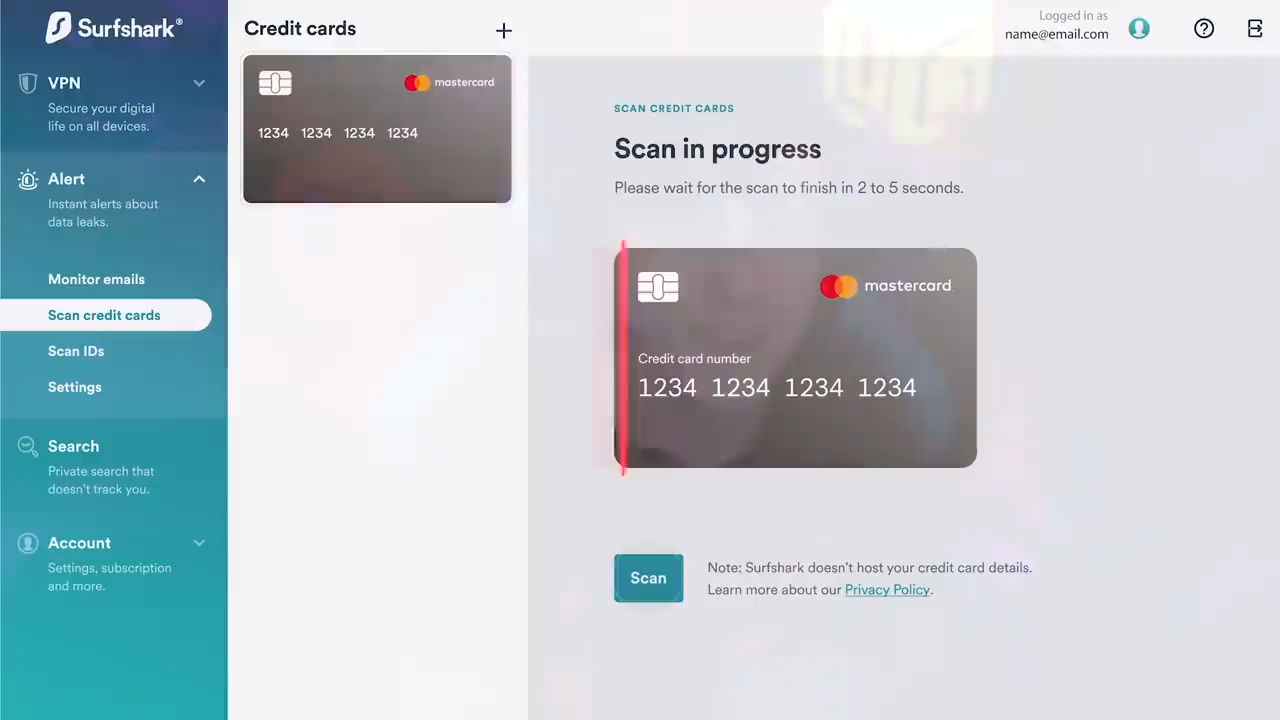 Surfshark®
VPN
Secure your digital
life on all devices.
Alert
Instant alerts about
data leaks.
Monitor emails
Scan credit cards
Scan IDs
Settings
Search
Private search that
doesn't track you.
Account
Settings, subscription
and more.
Credit cards
mastercard
1234 1234 1234 1234
Logged in as
name@email.com
SCAN CREDIT CARDS
Scan in progress
Please wait for the scan to finish in 2 to 5 seconds.
mastercard
Credit card number
1234 1234 1234 1234
Scan
Note: Surfshark doesn't host your credit card details.
Learn more about our Privacy Policy.